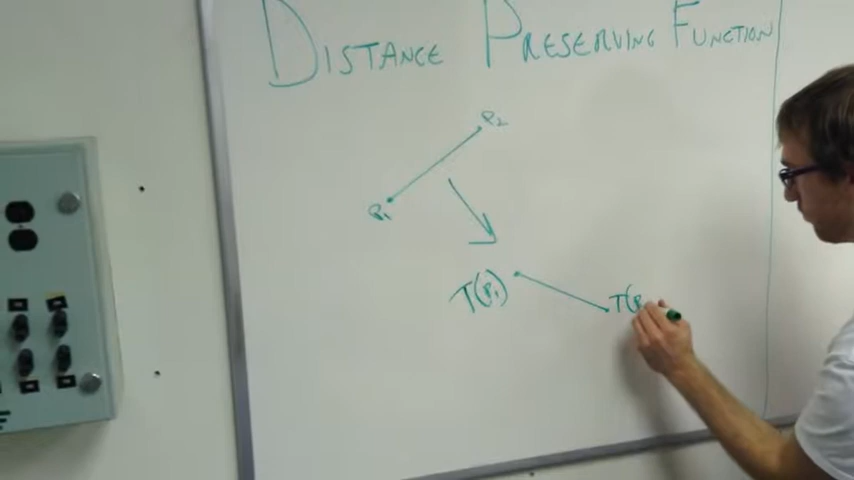 DISTANCE PRESERVING FUNCTION
P₂
P₁
T(P₁)
T(P